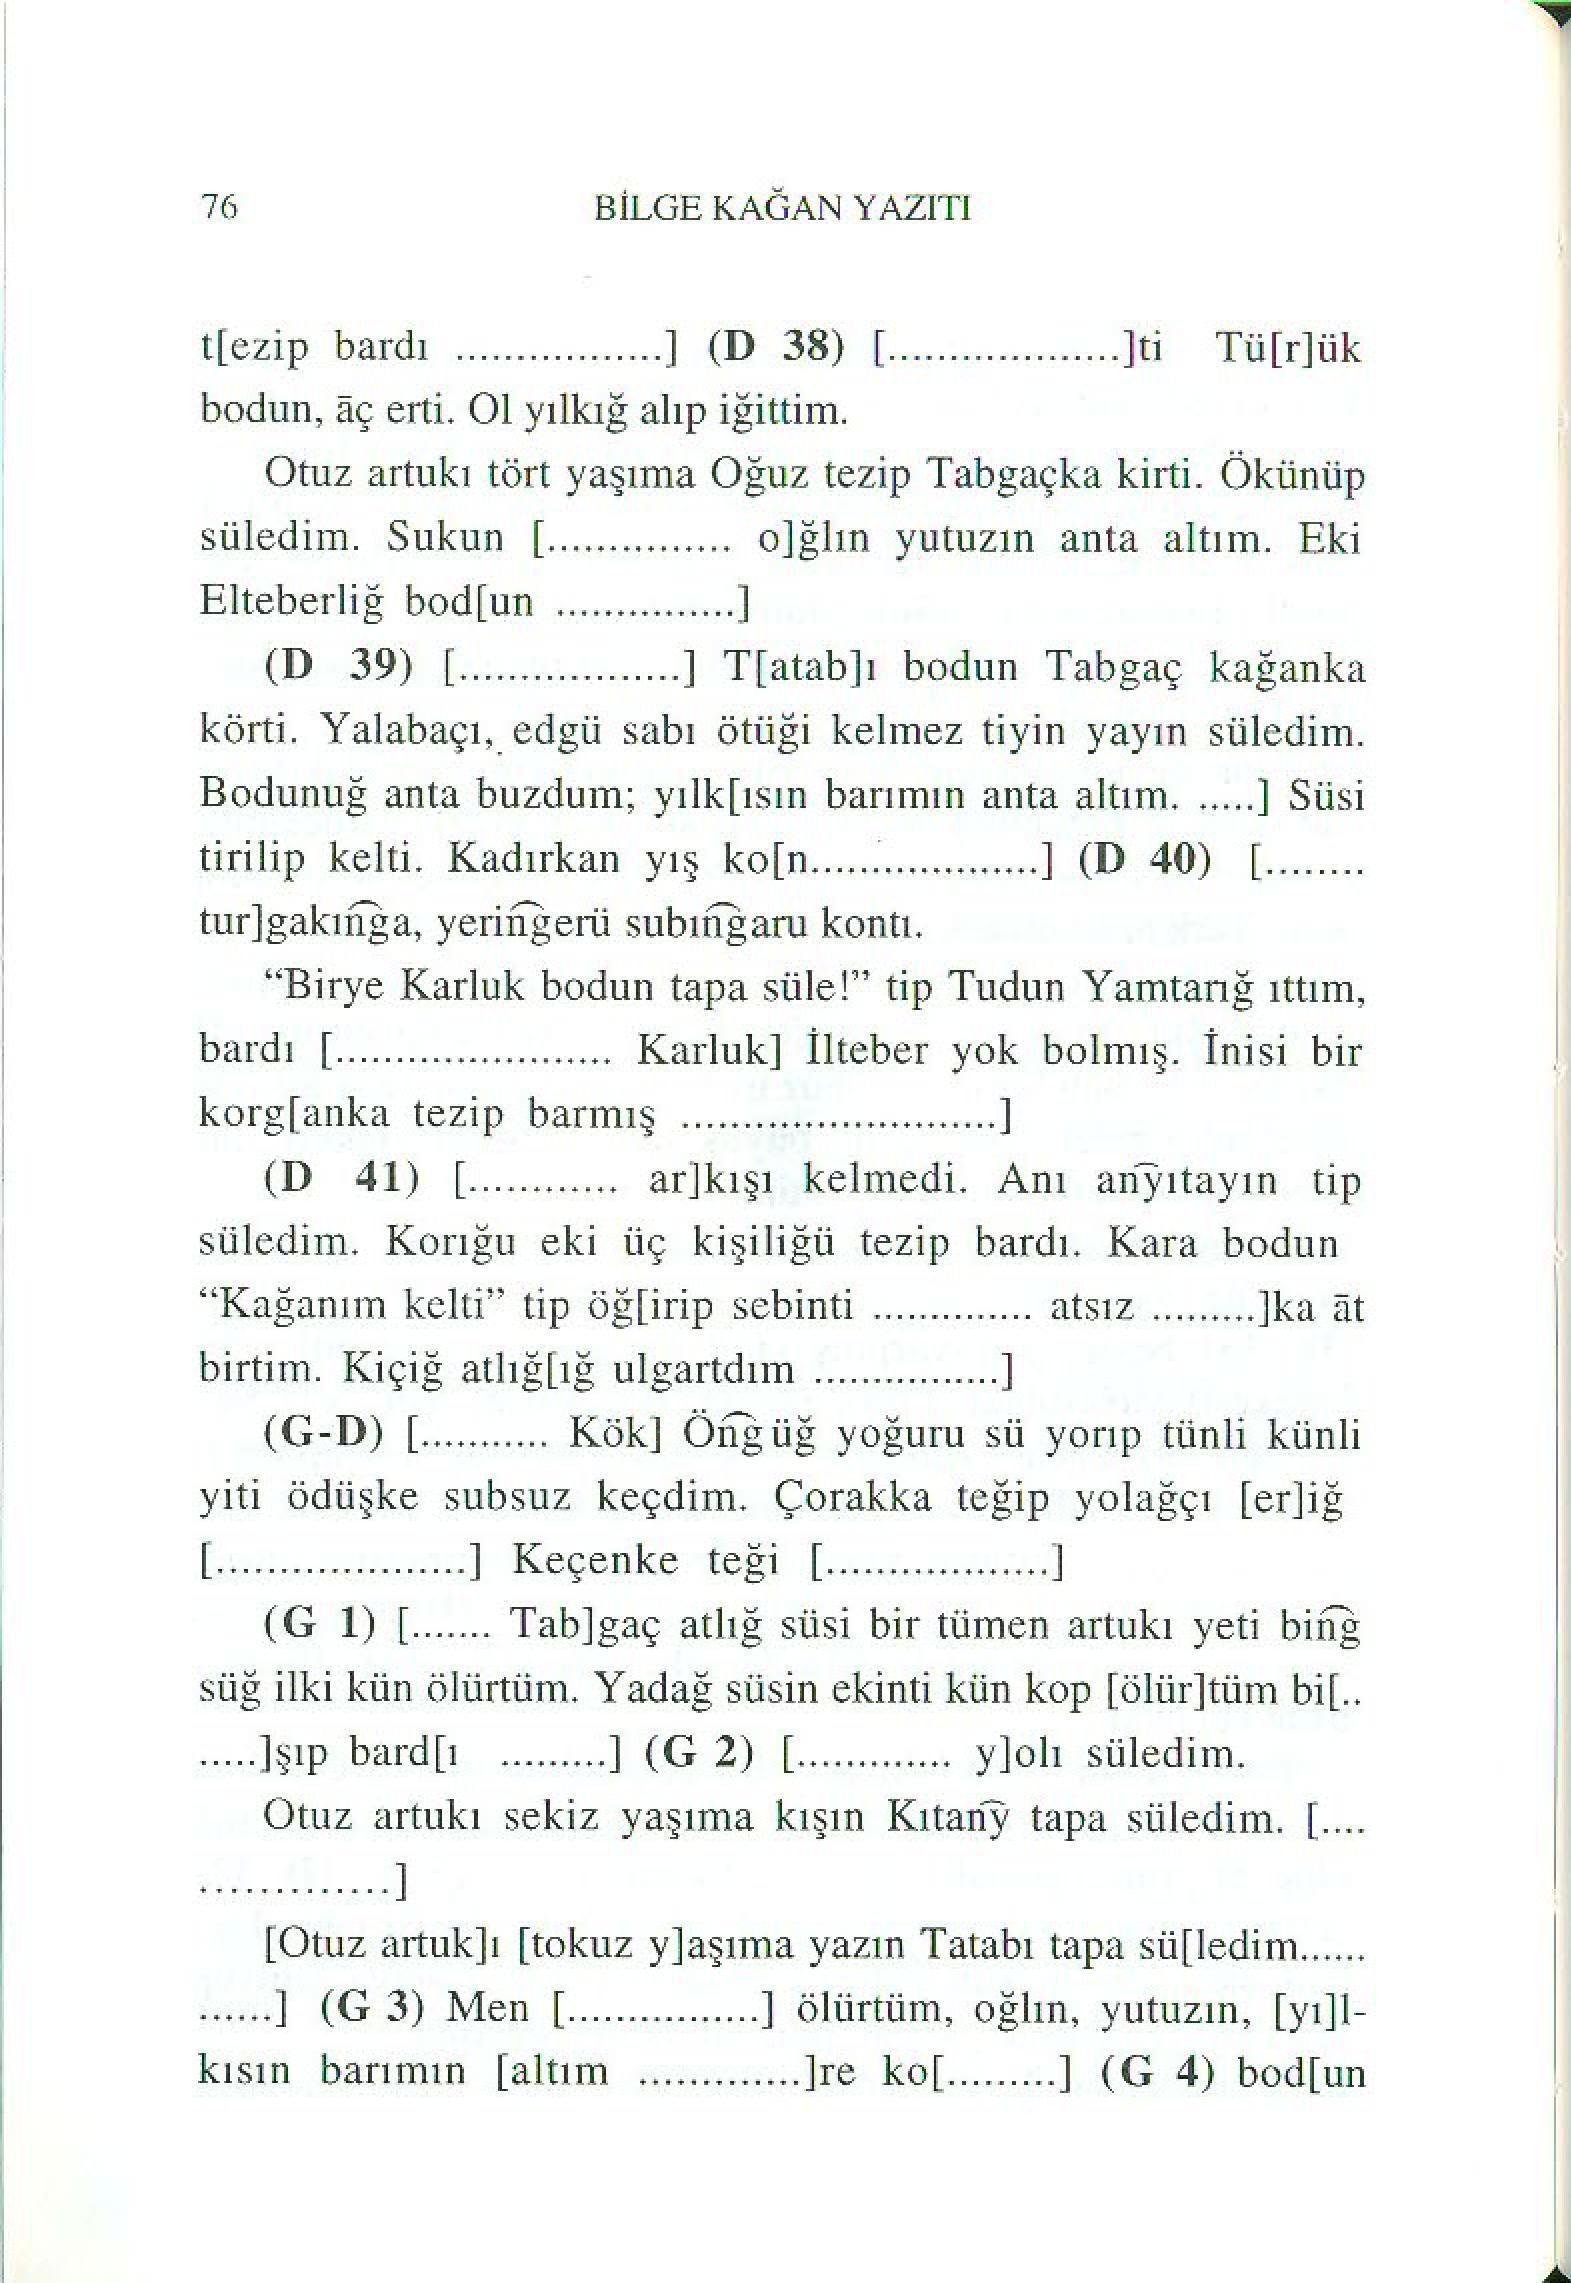 76 BİLGE KAĞAN YAZITI
t[ezip bardı .................] (D 38) [...................]ti Tü[r]ük
bodun, āç erti. Ol yılkığ alıp iğittim.
Otuz artukı tört yaşıma Oğuz tezip Tabgaçka kirti. Ökünüp
süledim. Sukun [............... o]ğlın yutuzın anta altım. Eki
Elteberliğ bod[un ...............]
(D 39) [..................] T[atab]ı bodun Tabgaç kağanka
körti. Yalabaçı, edgü sabı ötüği kelmez tiyin yayın süledim.
Bodunuğ anta buzdum; yılk[ısın barımın anta altım. .....] Süsi
tirilip kelti. Kadırkan yış ko[n...................] (D 40) [........
tur]gakın͡ga, yerin͡gerü subın͡garu kontı.
“Birye Karluk bodun tapa süle!” tip Tudun Yamtarığ ıttım,
bardı [....................... Karluk] İlteber yok bolmış. İnisi bir
korg[anka tezip barmış ..........................]
(D 41) [............ ar]kışı kelmedi. Anı an͡yıtayın tip
süledim. Korığu eki üç kişiliğü tezip bardı. Kara bodun
“Kağanım kelti” tip öğ[irip sebinti ............. atsız .........]ka āt
birtim. Kiçiğ atlığ[ığ ulgartdım ...............]
(G-D) [........... Kök] Ön͡güğ yoğuru sü yorıp tünli künli
yiti ödüşke subsuz keçdim. Çorakka teğip yolağçı [er]iğ
[.....................] Keçenke teği [..................]
(G 1) [....... Tab]gaç atlığ süsi bir tümen artukı yeti bin͡g
süğ ilki kün ölürtüm. Yadağ süsin ekinti kün kop [ölür]tüm bi[..
.....]şıp bard[ı .........] (G 2) [............. y]olı süledim.
Otuz artukı sekiz yaşıma kışın Kıtan͡y tapa süledim. [....
.............]
[Otuz artuk]ı [tokuz y]aşıma yazın Tatabı tapa sü[ledim......
......] (G 3) Men [................] ölürtüm, oğlın, yutuzın, [yı]l-
kısın barımın [altım .............]re ko[.........] (G 4) bod[un